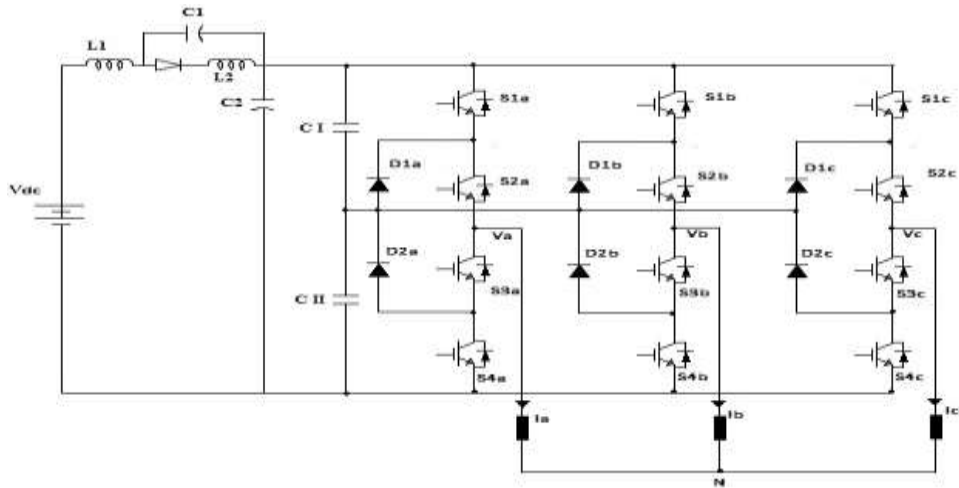 C1
L1
L2
C2
S1a
S1b
S1c
C I
D1a
D1b
D1c
S2a
S2b
S2c
Vdc
Va
Vb
Vc
D2a
D2b
D2c
S3a
S3b
S3c
C II
S4a
S4b
S4c
Ia
Ib
Ic
N